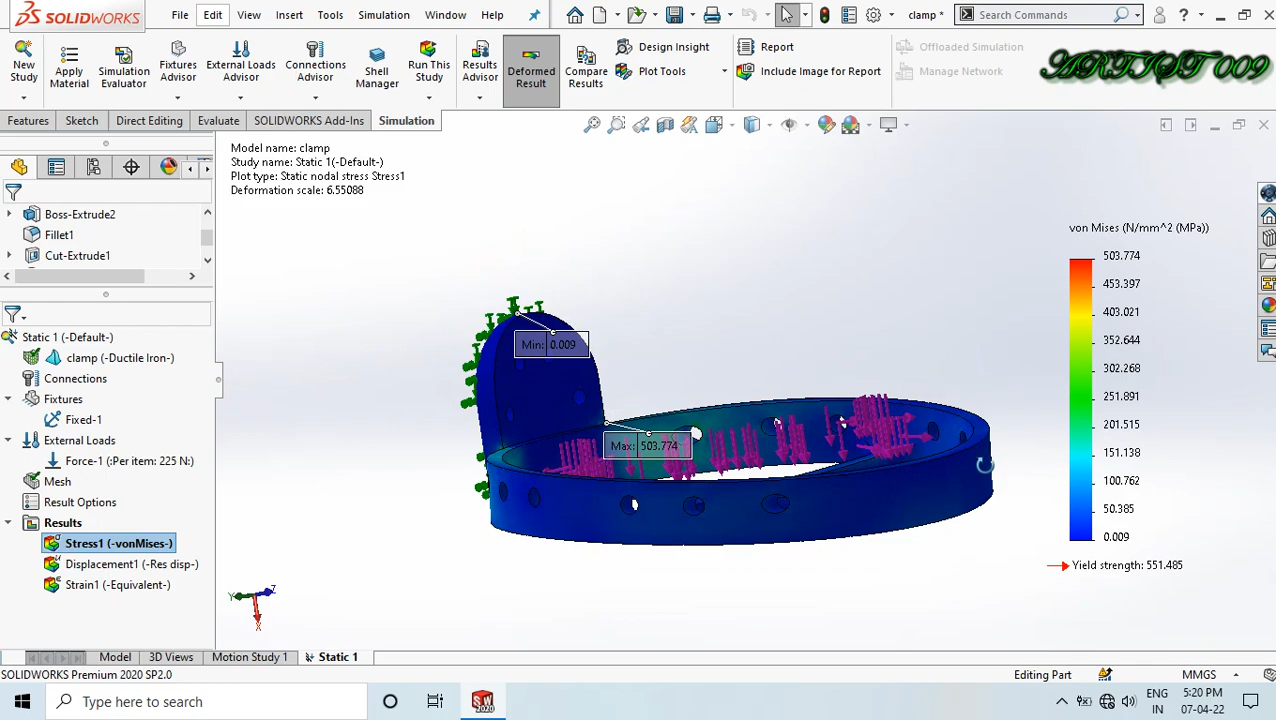 SOLIDWORKS File Edit View Insert Tools Simulation Window Help clamp * Search Commands ?
New Study
Apply Material
Simulation Evaluator
Fixtures Advisor
External Loads Advisor
Connections Advisor
Shell Manager
Run This Study
Results Advisor
Deformed Result
Compare Results
Design Insight
Plot Tools
Report
Include Image for Report
Offloaded Simulation
Manage Network
ARTIST 009
Features Sketch Direct Editing Evaluate SOLIDWORKS Add-Ins Simulation
Model name: clamp
Study name: Static 1(-Default-)
Plot type: Static nodal stress Stress1
Deformation scale: 6.55088
Boss-Extrude2
Fillet1
Cut-Extrude1
Static 1 (-Default-)
clamp (-Ductile Iron-)
Connections
Fixtures
Fixed-1
External Loads
Force-1 (:Per item: 225 N:)
Mesh
Result Options
Results
Stress1 (-vonMises-)
Displacement1 (-Res disp-)
Strain1 (-Equivalent-)
Min: 0.009
Max: 503.774
von Mises (N/mm^2 (MPa))
503.774
453.397
403.021
352.644
302.268
251.891
201.515
151.138
100.762
50.385
0.009
Yield strength: 551.485
Y
Z
X
Model 3D Views Motion Study 1 Static 1
SOLIDWORKS Premium 2020 SP2.0
Editing Part
MMGS
Type here to search
SW
2020
ENG
IN
5:20 PM
07-04-22